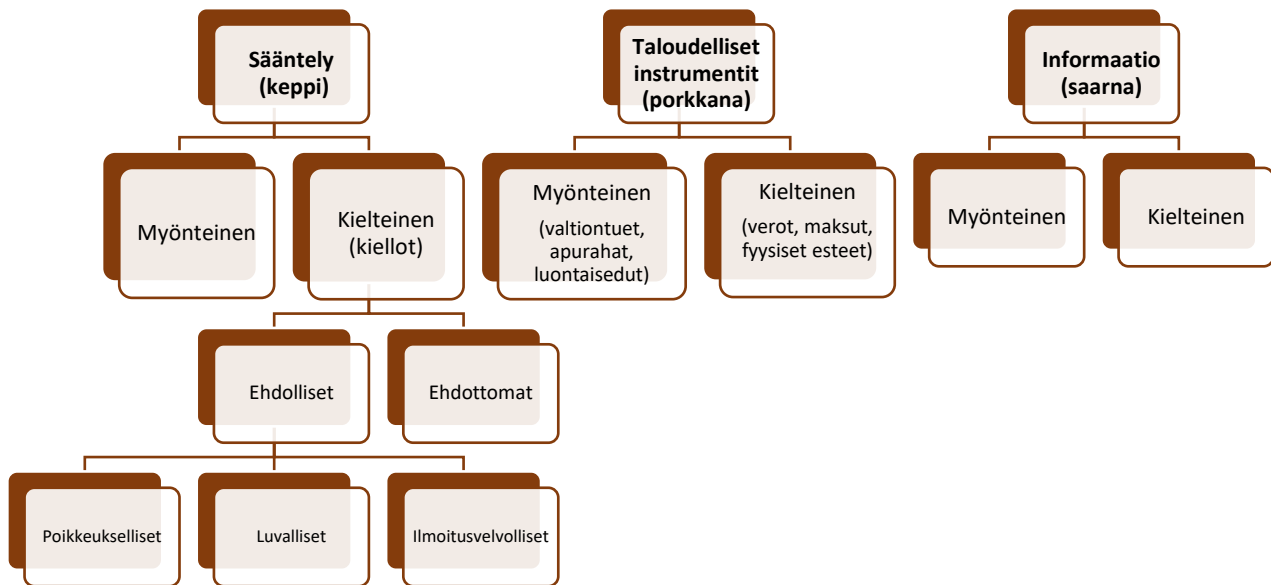 Sääntely
(keppi)
Taloudelliset
instrumentit
(porkkana)
Informaatio
(saarna)
Myönteinen
Kielteinen
(kiellot)
Myönteinen
(valtiontuet,
apurahat,
luontaisedut)
Kielteinen
(verot, maksut,
fyysiset esteet)
Myönteinen
Kielteinen
Ehdolliset
Ehdottomat
Poikkeukselliset
Luvalliset
Ilmoitusvelvolliset